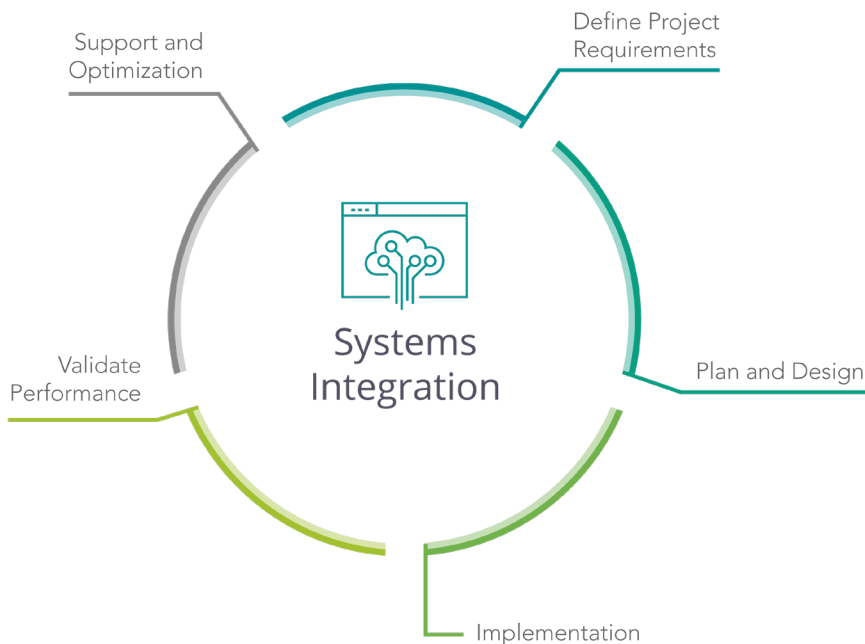 Define Project
Requirements
Plan and Design
Implementation
Validate
Performance
Support and
Optimization
Systems
Integration